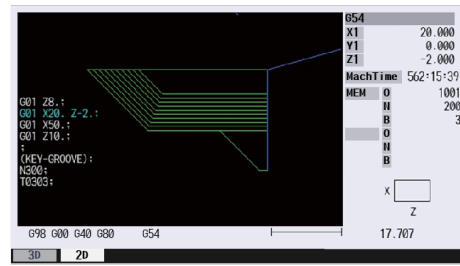 G54
X1 20.000
Y1 0.000
Z1 -2.000
MachTime 562:15:39
MEM O 1001
N 200
B 3
O
N
B
G01 Z8.;
G01 X20. Z-2.;
G01 X50.;
G01 Z10.;
;
(KEY-GROOVE);
N300;
T0303;
X
Z
G98 G00 G40 G80 G54
17.707
3D 2D